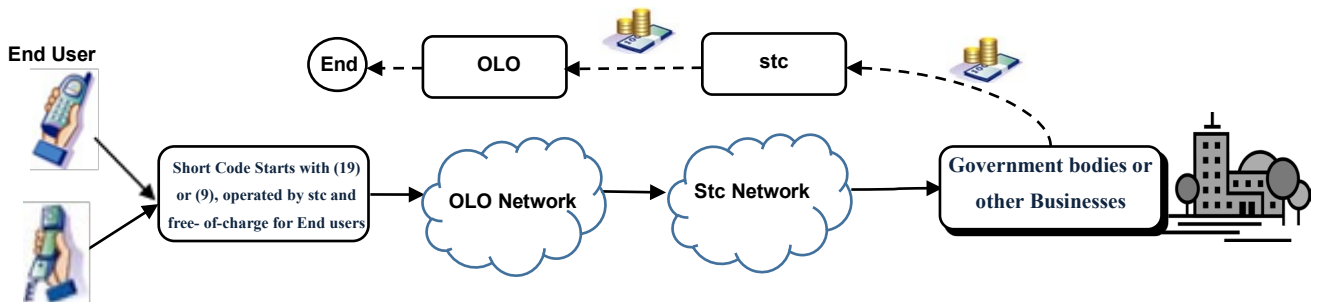 End User
End
OLO
stc
Short Code Starts with (19)
or (9), operated by stc and
free- of-charge for End users
OLO Network
Stc Network
Government bodies or
other Businesses